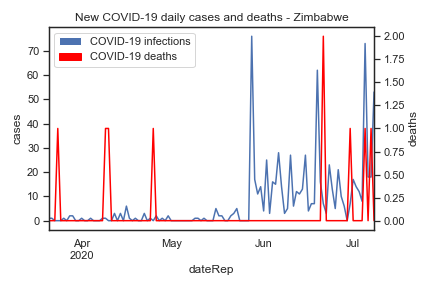 New COVID-19 daily cases and deaths - Zimbabwe
COVID-19 infections
COVID-19 deaths
70
60
50
40
30
20
10
0
cases
2.00
1.75
1.50
1.25
1.00
0.75
0.50
0.25
0.00
deaths
Apr May Jun Jul
2020
dateRep